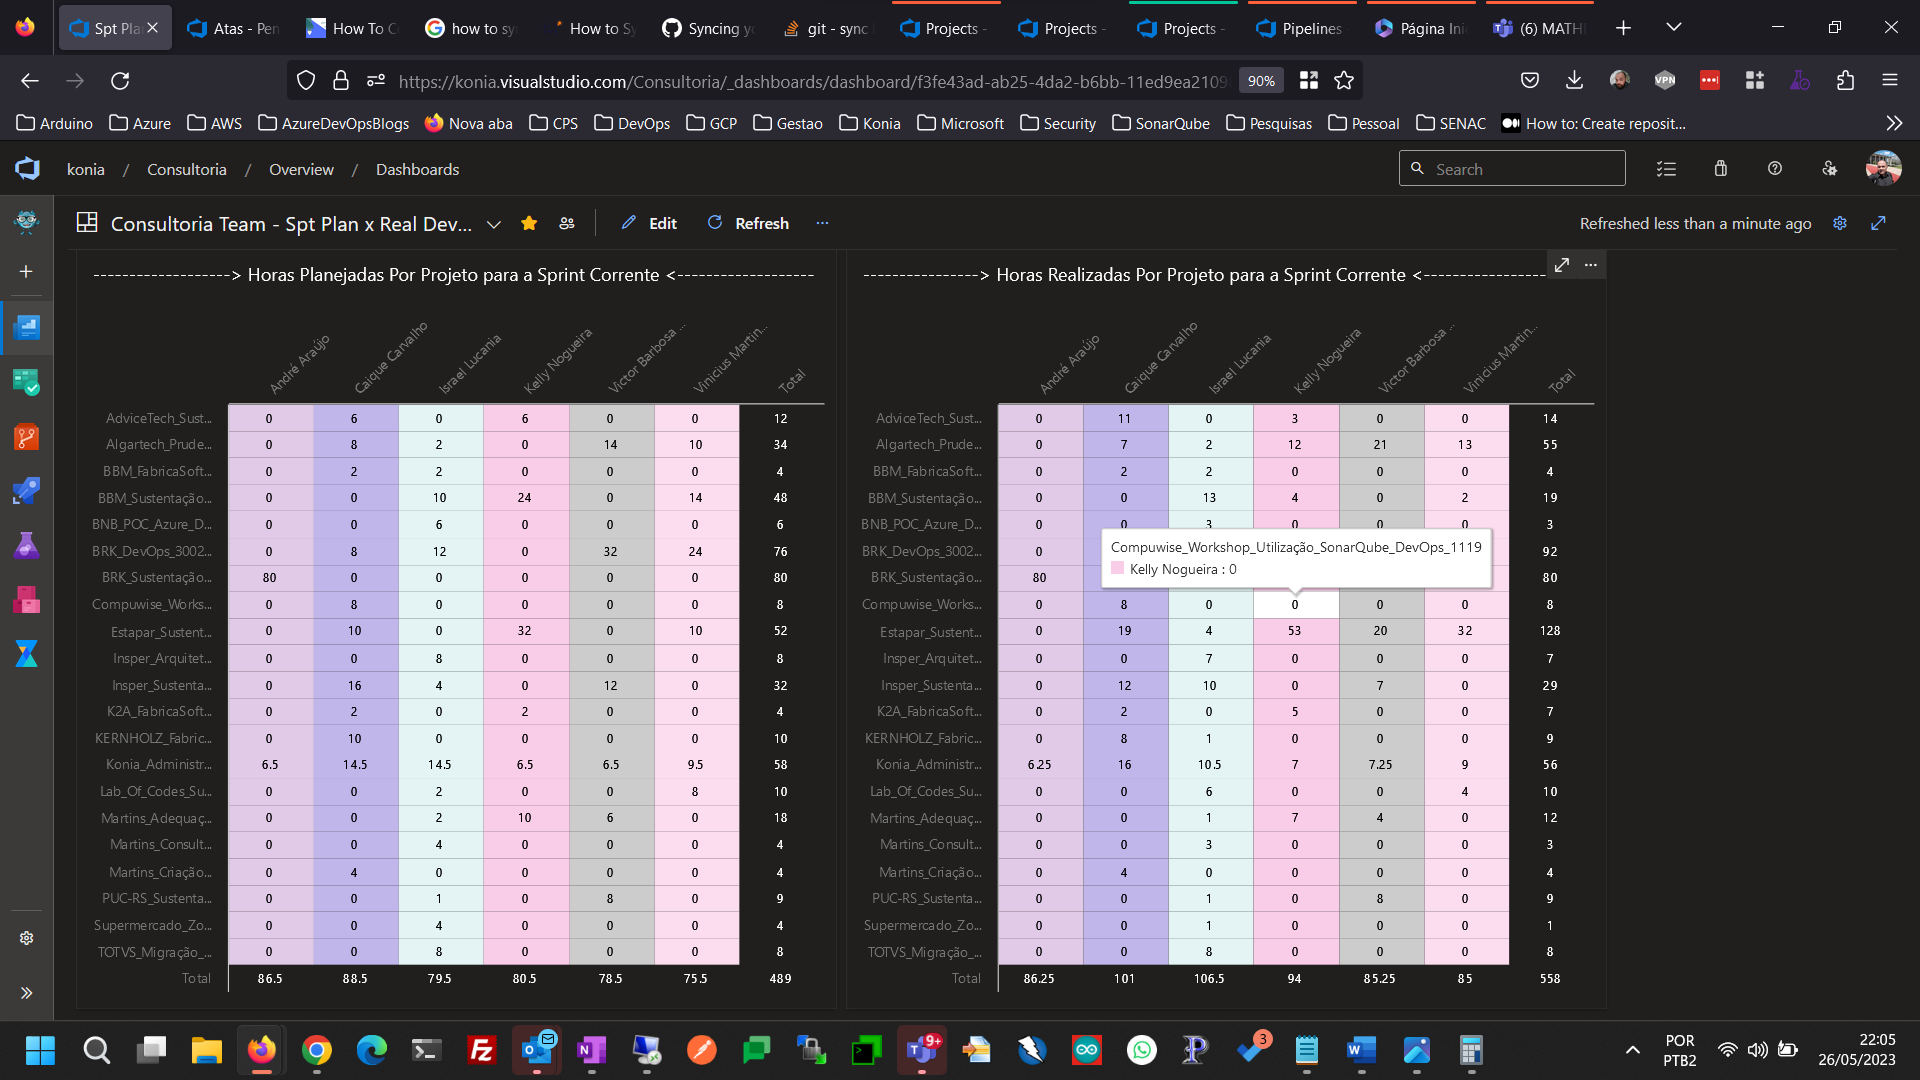 Spt Pla
Atas - Pen
How To C
how to sy
How to Sy
Syncing yo
git - sync
Projects -
Projects -
Projects -
Pipelines
Página Ini
(6) MATH
https://konia.visualstudio.com/Consultoria/_dashboards/dashboard/f3fe43ad-ab25-4da2-b6bb-11ed9ea2109
90%
Arduino
Azure
AWS
AzureDevOpsBlogs
Nova aba
CPS
DevOps
GCP
Gestao
Konia
Microsoft
Security
SonarQube
Pesquisas
Pessoal
SENAC
How to: Create reposit...
konia / Consultoria / Overview / Dashboards
Search
Consultoria Team - Spt Plan x Real Dev...
Edit
Refresh
Refreshed less than a minute ago
-------------------> Horas Planejadas Por Projeto para a Sprint Corrente <-------------------
André Araújo Caique Carvalho Israel Lucania Kelly Nogueira Victor Barbosa ... Vinicius Martin... Total
AdviceTech_Sust... 0 6 0 6 0 0 12
Algartech_Prude... 0 8 2 0 14 10 34
BBM_FabricaSoft... 0 2 2 0 0 0 4
BBM_Sustentação... 0 0 10 24 0 14 48
BNB_POC_Azure_D... 0 0 6 0 0 0 6
BRK_DevOps_3002... 0 8 12 0 32 24 76
BRK_Sustentação... 80 0 0 0 0 0 80
Compuwise_Works... 0 8 0 0 0 0 8
Estapar_Sustent... 0 10 0 32 0 10 52
Insper_Arquitet... 0 0 8 0 0 0 8
Insper_Sustenta... 0 16 4 0 12 0 32
K2A_FabricaSoft... 0 2 0 2 0 0 4
KERNHOLZ_Fabric... 0 10 0 0 0 0 10
Konia_Administr... 6.5 14.5 14.5 6.5 6.5 9.5 58
Lab_Of_Codes_Su... 0 0 2 0 0 8 10
Martins_Adequaç... 0 0 2 10 6 0 18
Martins_Consult... 0 0 4 0 0 0 4
Martins_Criação... 0 4 0 0 0 0 4
PUC-RS_Sustenta... 0 0 1 0 8 0 9
Supermercado_Zo... 0 0 4 0 0 0 4
TOTVS_Migração_... 0 0 8 0 0 0 8
Total 86.5 88.5 79.5 80.5 78.5 75.5 489
----------------> Horas Realizadas Por Projeto para a Sprint Corrente <-----------------
André Araújo Caique Carvalho Israel Lucania Kelly Nogueira Victor Barbosa ... Vinicius Martin... Total
AdviceTech_Sust... 0 11 0 3 0 0 14
Algartech_Prude... 0 7 2 12 21 13 55
BBM_FabricaSoft... 0 2 2 0 0 0 4
BBM_Sustentação... 0 0 13 4 0 2 19
BNB_POC_Azure_D... 0 0 3 0 0 0 3
BRK_DevOps_3002... 0 92
Compuwise_Workshop_Utilização_SonarQube_DevOps_1119
Kelly Nogueira : 0
BRK_Sustentação... 80 80
Compuwise_Works... 0 8 0 0 0 0 8
Estapar_Sustent... 0 19 4 53 20 32 128
Insper_Arquitet... 0 0 7 0 0 0 7
Insper_Sustenta... 0 12 10 0 7 0 29
K2A_FabricaSoft... 0 2 0 5 0 0 7
KERNHOLZ_Fabric... 0 8 1 0 0 0 9
Konia_Administr... 6.25 16 10.5 7 7.25 9 56
Lab_Of_Codes_Su... 0 0 6 0 0 4 10
Martins_Adequaç... 0 0 1 7 4 0 12
Martins_Consult... 0 0 3 0 0 0 3
Martins_Criação... 0 4 0 0 0 0 4
PUC-RS_Sustenta... 0 0 1 0 8 0 9
Supermercado_Zo... 0 0 1 0 0 0 1
TOTVS_Migração_... 0 0 8 0 0 0 8
Total 86.25 101 106.5 94 85.25 85 558
9+
3
POR
PTB2
22:05
26/05/2023